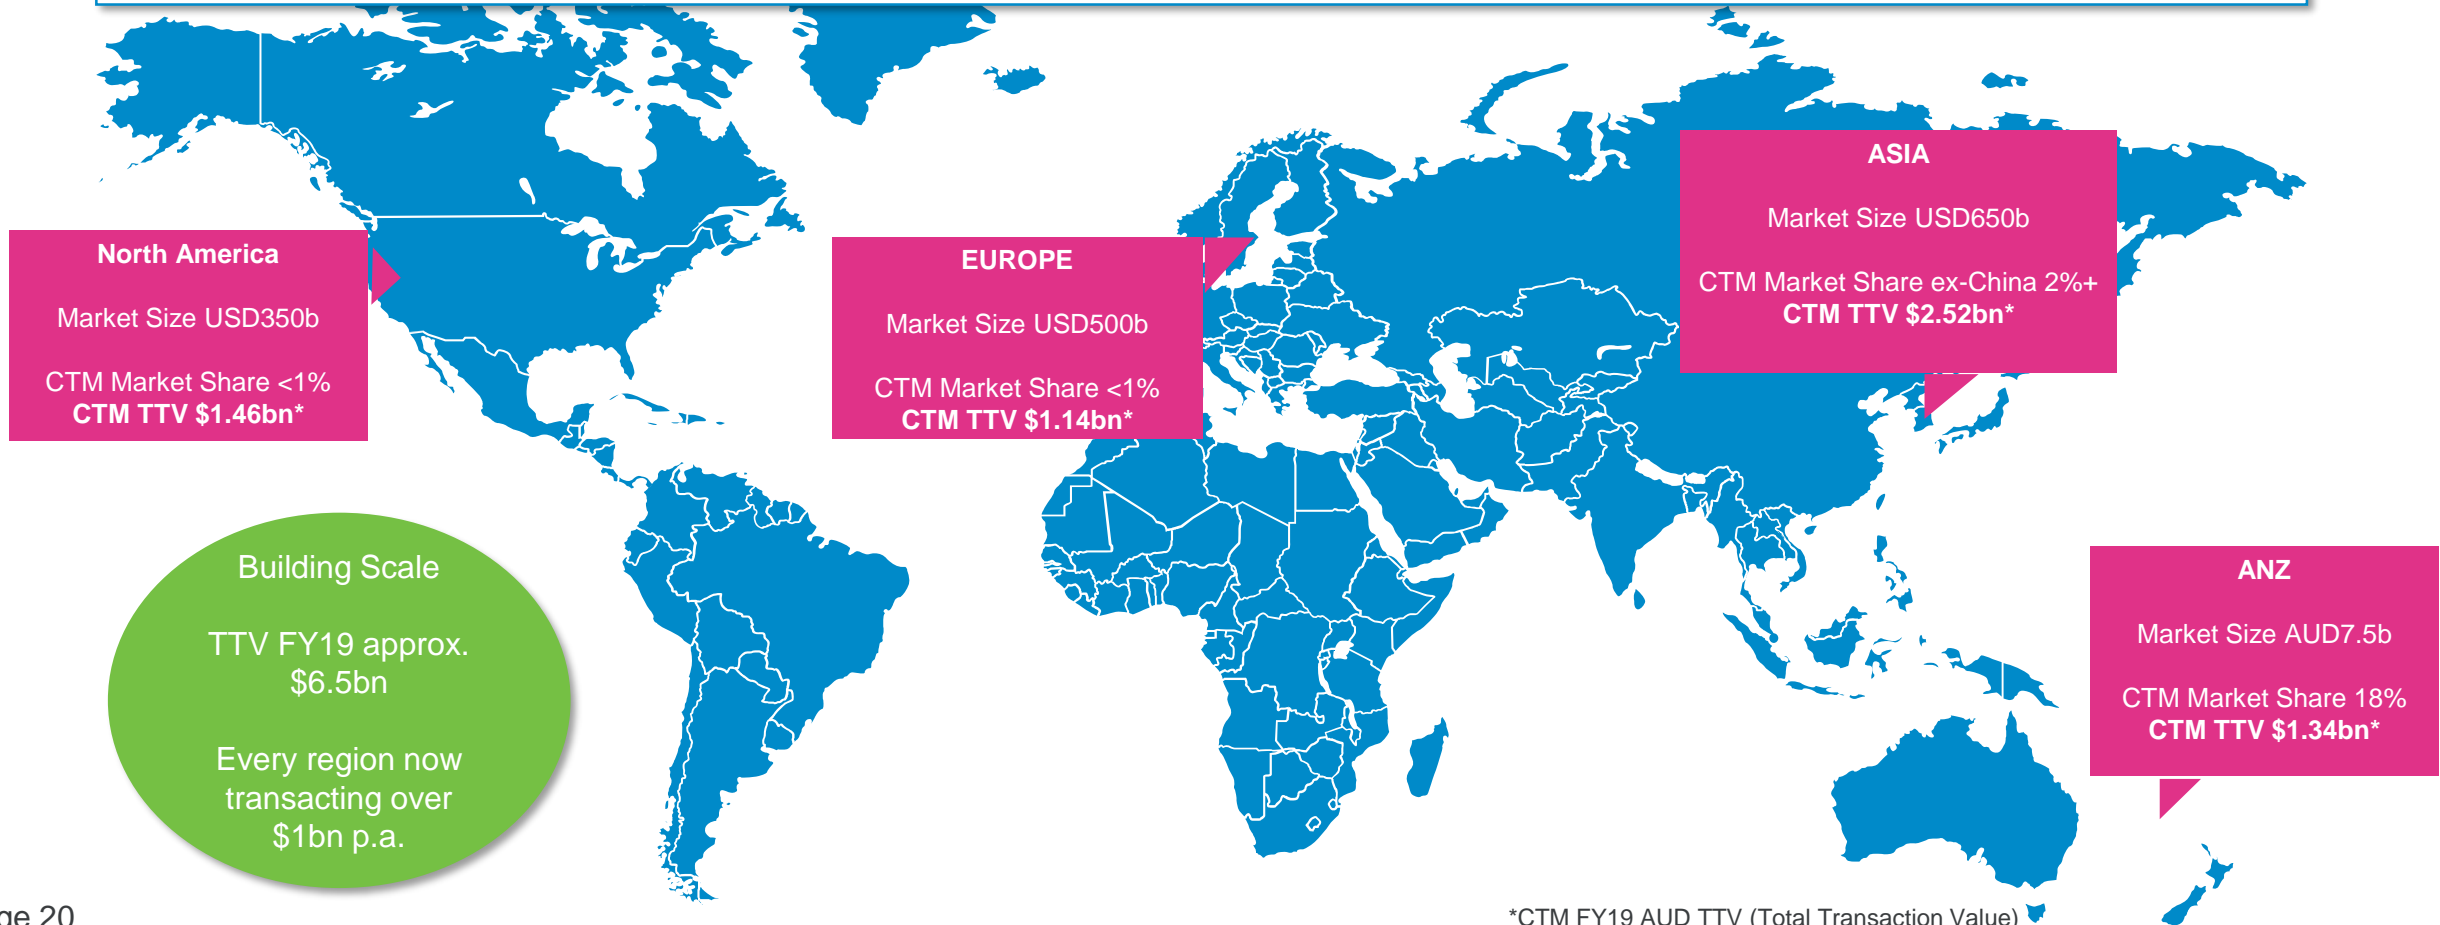 North America
Market Size USD350b
CTM Market Share <1%
CTM TTV $1.46bn*
EUROPE
Market Size USD500b
CTM Market Share <1%
CTM TTV $1.14bn*
ASIA
Market Size USD650b
CTM Market Share ex-China 2%+
CTM TTV $2.52bn*
ANZ
Market Size AUD7.5b
CTM Market Share 18%
CTM TTV $1.34bn*
Building Scale
TTV FY19 approx.
$6.5bn
Every region now
transacting over
$1bn p.a.
ge 20
*CTM FY19 AUD TTV (Total Transaction Value)